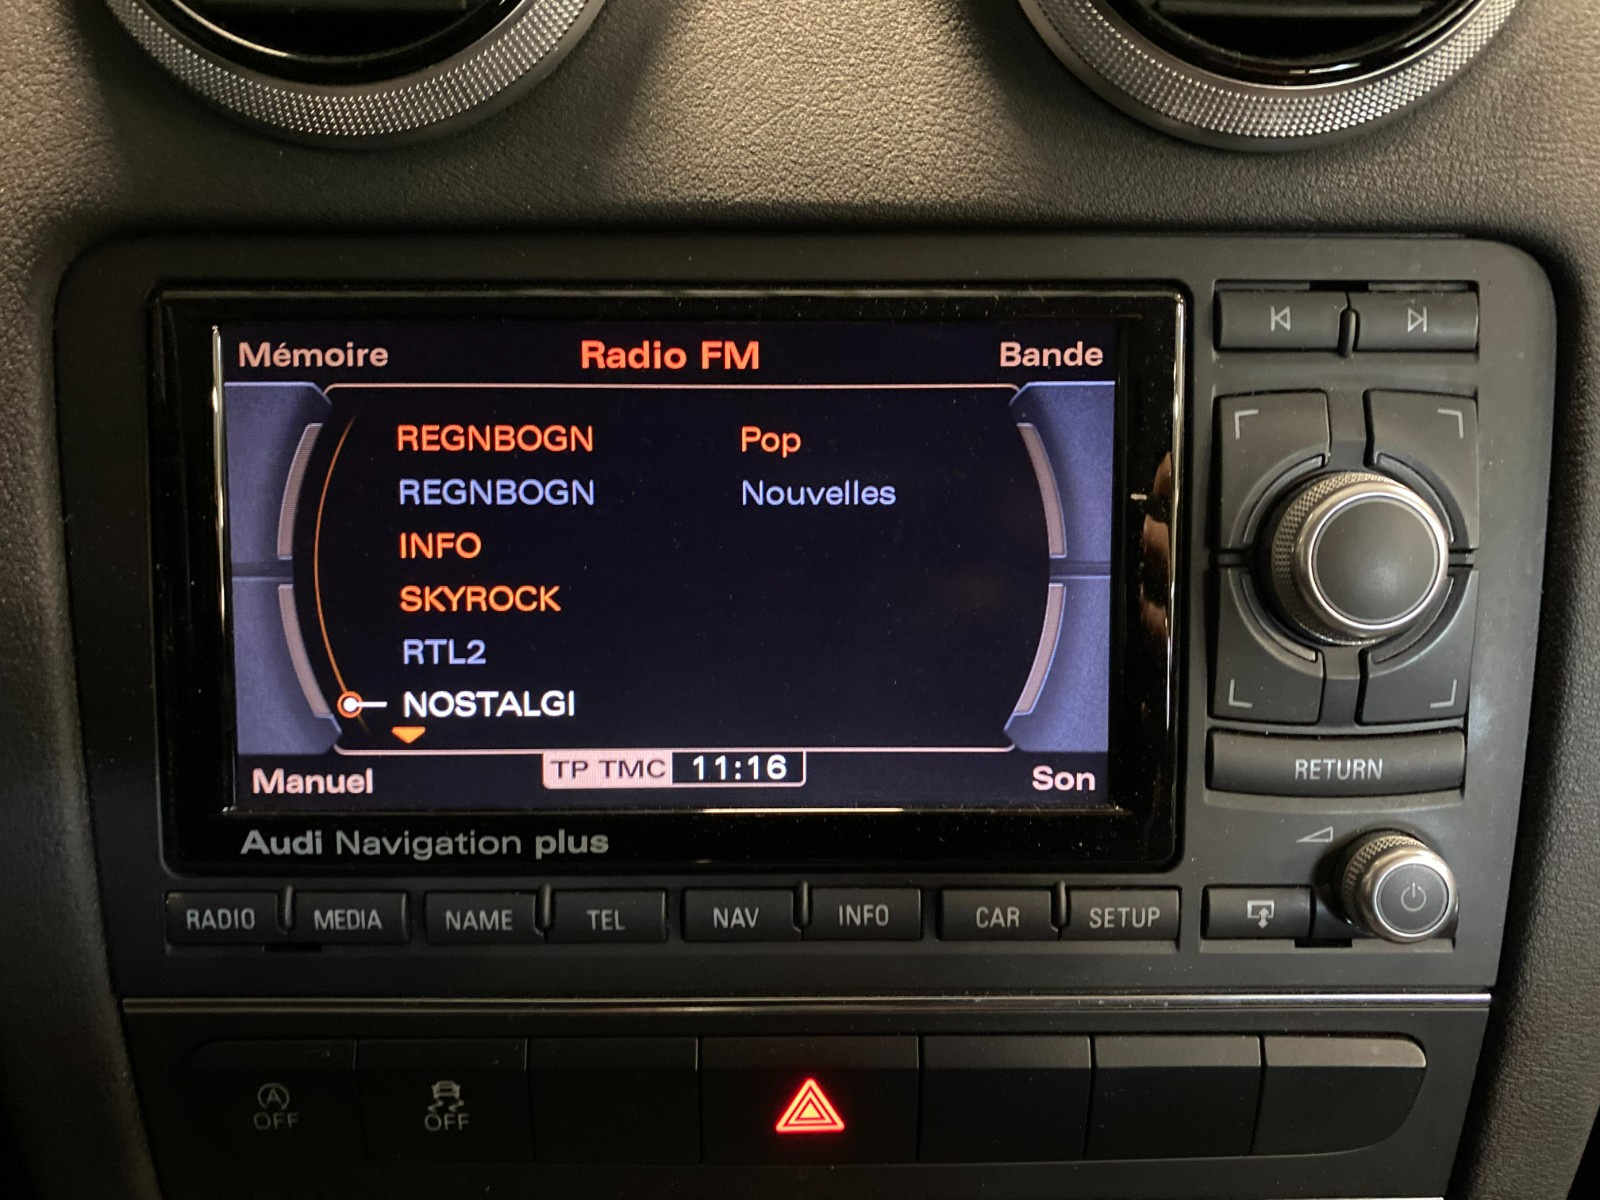 Mémoire Radio FM Bande
REGNBOGN Pop
REGNBOGN Nouvelles
INFO
SKYROCK
RTL2
NOSTALGI
Manuel TP TMC 11:16 Son
Audi Navigation plus
RETURN
RADIO MEDIA NAME TEL NAV INFO CAR SETUP
A
OFF OFF